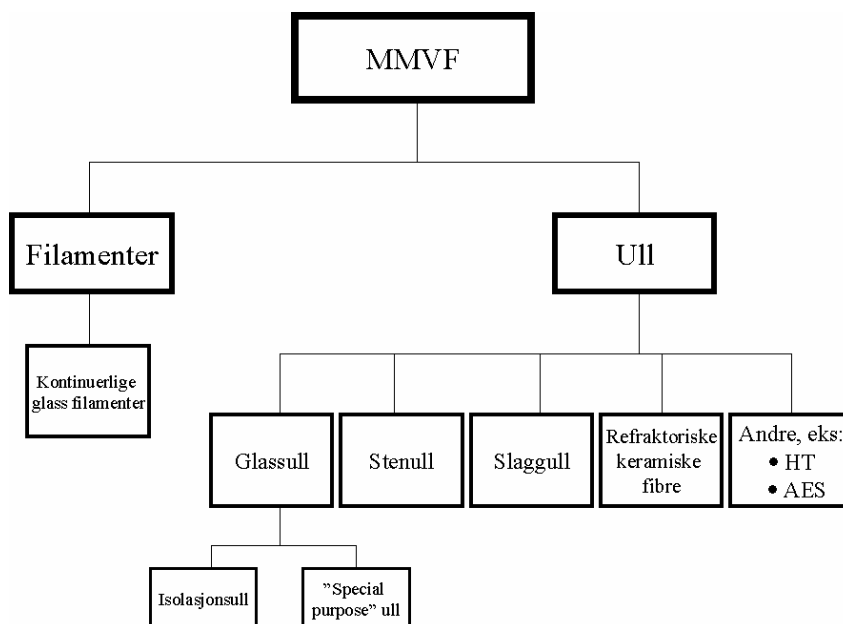 MMVF
Filamenter
Ull
Kontinuerlige
glass filamenter
Glassull
Stenull
Slaggull
Refraktoriske
keramiske
fibre
Andre, eks:
• HT
• AES
Isolasjonsull
”Special
purpose” ull